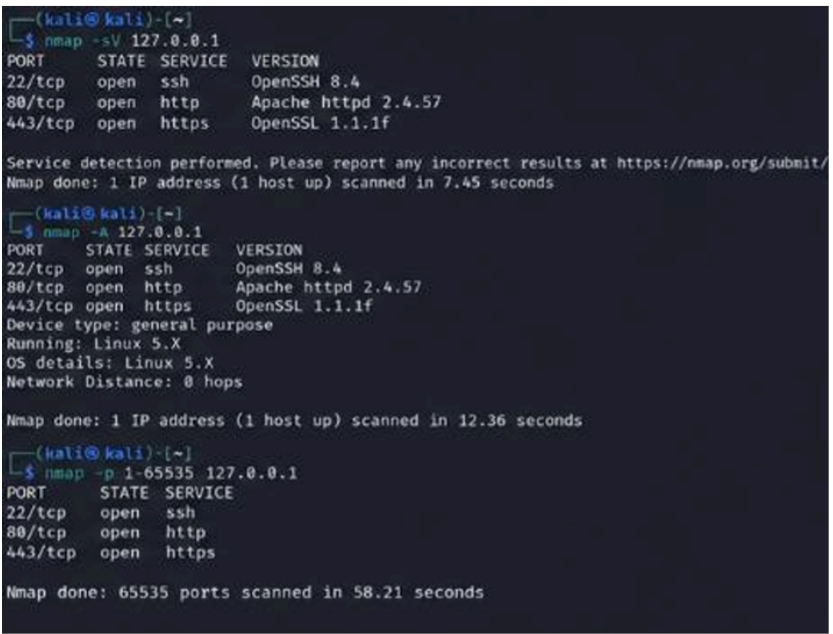 (kali㉿kali)-[~]
$ nmap -sV 127.0.0.1
PORT STATE SERVICE VERSION
22/tcp open ssh OpenSSH 8.4
80/tcp open http Apache httpd 2.4.57
443/tcp open https OpenSSL 1.1.1f
Service detection performed. Please report any incorrect results at https://nmap.org/submit/
Nmap done: 1 IP address (1 host up) scanned in 7.45 seconds
(kali㉿kali)-[~]
$ nmap -A 127.0.0.1
PORT STATE SERVICE VERSION
22/tcp open ssh OpenSSH 8.4
80/tcp open http Apache httpd 2.4.57
443/tcp open https OpenSSL 1.1.1f
Device type: general purpose
Running: Linux 5.X
OS details: Linux 5.X
Network Distance: 0 hops
Nmap done: 1 IP address (1 host up) scanned in 12.36 seconds
(kali㉿kali)-[~]
$ nmap -p 1-65535 127.0.0.1
PORT STATE SERVICE
22/tcp open ssh
80/tcp open http
443/tcp open https
Nmap done: 65535 ports scanned in 58.21 seconds